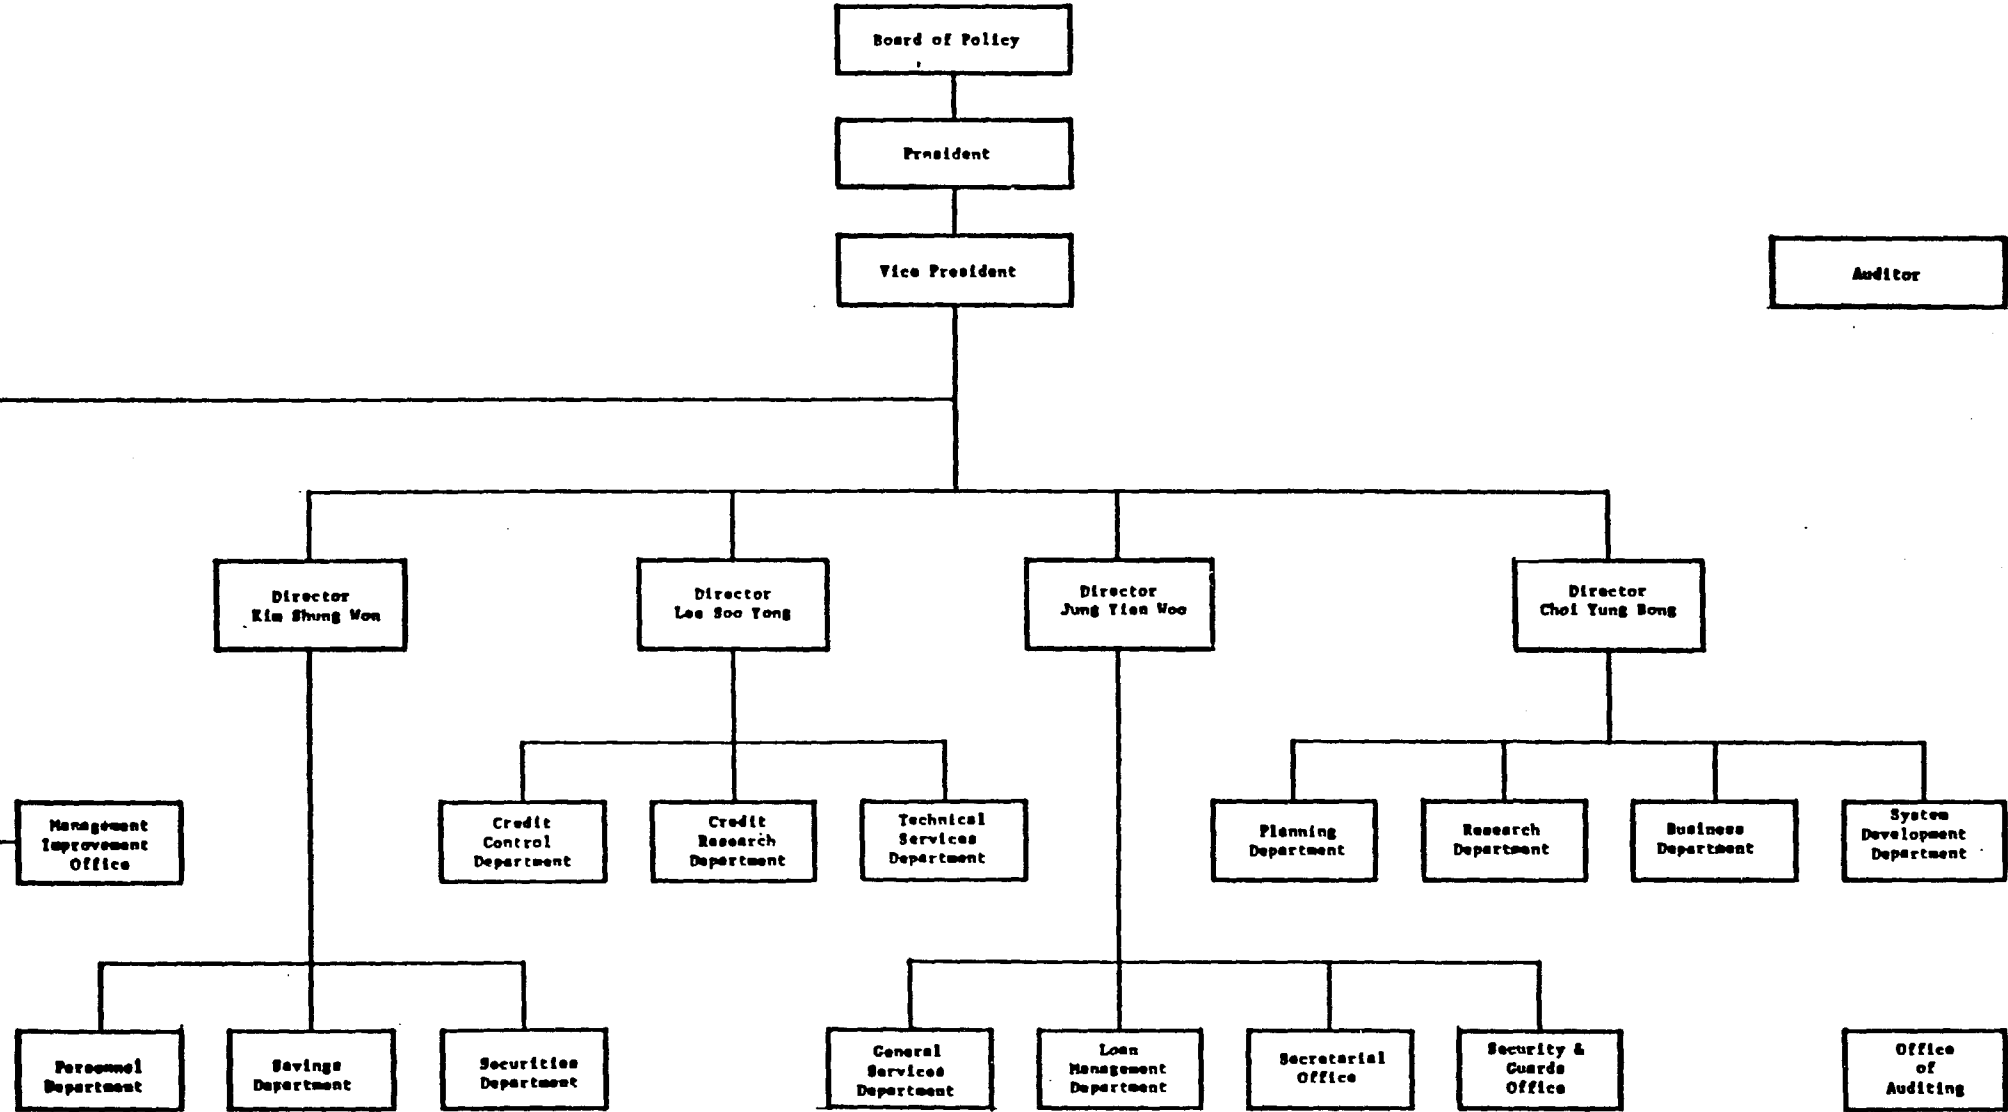 Board of Policy
President
Vice President
Auditor
Director
Kim Shung Won
Director
Lee Soo Yong
Director
Jung Yien Woo
Director
Choi Yung Bong
Management
Improvement
Office
Credit
Control
Department
Credit
Research
Department
Technical
Services
Department
Planning
Department
Research
Department
Business
Department
System
Development
Department
Personnel
Department
Savings
Department
Securities
Department
General
Services
Department
Loan
Management
Department
Secretarial
Office
Security &
Guards
Office
Office
of
Auditing